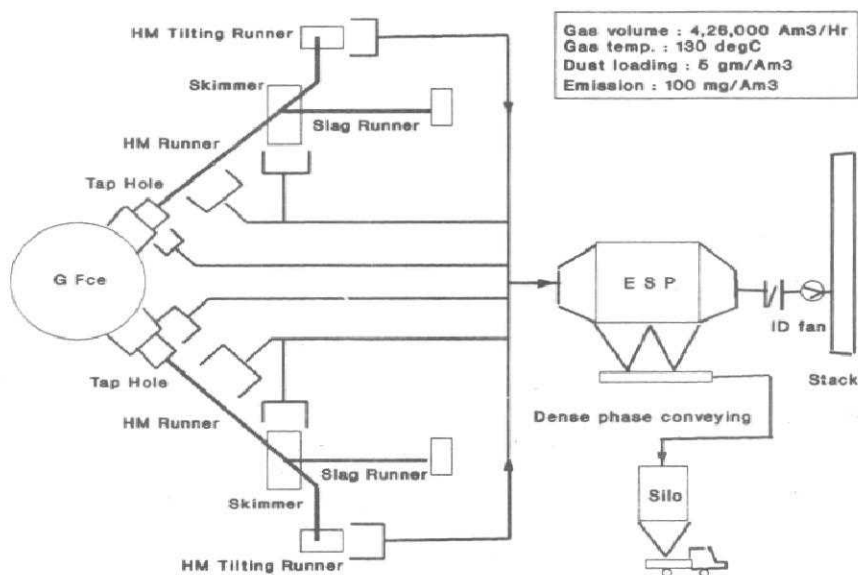 HM Tilting Runner
Gas volume : 4,26,000 Am3/Hr
Gas temp. : 130 degC
Dust loading : 5 gm/Am3
Emission : 100 mg/Am3
Skimmer
Slag Runner
HM Runner
Tap Hole
G Fce
E S P
ID fan
Stack
Tap Hole
Dense phase conveying
HM Runner
Slag Runner
Skimmer
Silo
HM Tilting Runner